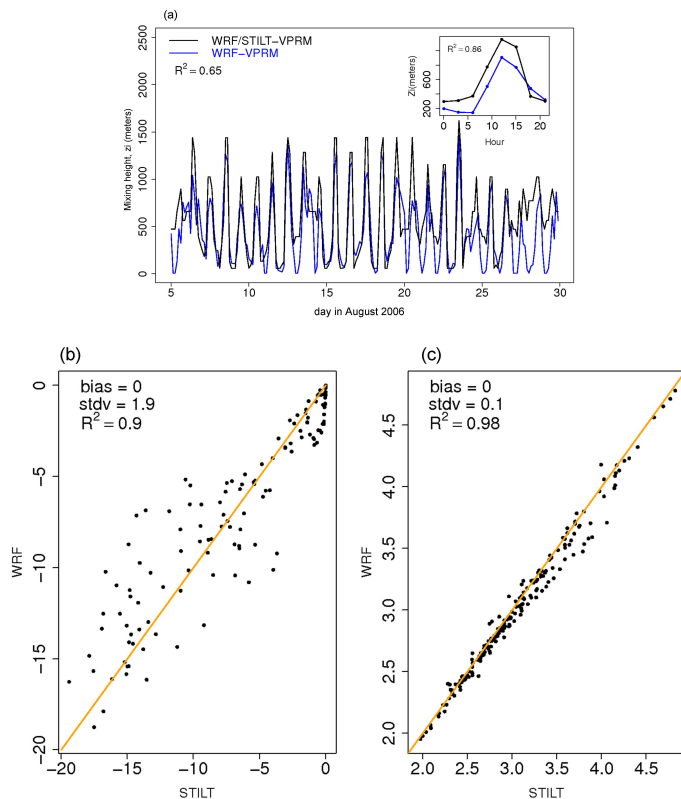 (a)
WRF/STILT−VPRM
WRF−VPRM
R² = 0.65
Mixing height, zi (meters)
0 500 1000 1500 2000 2500
5 10 15 20 25 30
day in August 2006
R² = 0.86
Zi(meters)
200 600
0 5 10 15 20
Hour
(b)
bias = 0
stdv = 1.9
R² = 0.9
WRF
−20 −15 −10 −5 0
−20 −15 −10 −5 0
STILT
(c)
bias = 0
stdv = 0.1
R² = 0.98
WRF
2.0 2.5 3.0 3.5 4.0 4.5
2.0 2.5 3.0 3.5 4.0 4.5
STILT